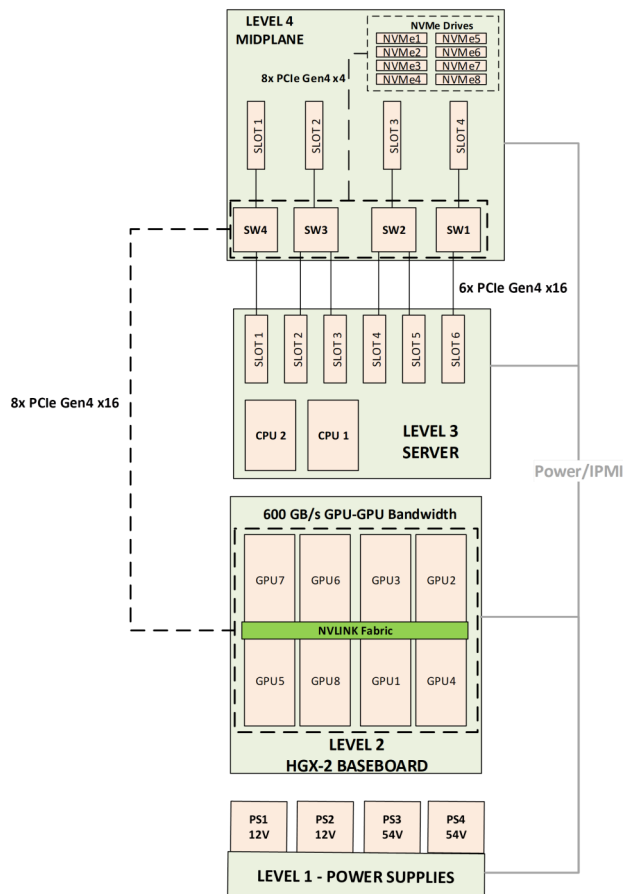 LEVEL 4
MIDPLANE
NVMe Drives
NVMe1 NVMe5
NVMe2 NVMe6
NVMe3 NVMe7
NVMe4 NVMe8
8x PCIe Gen4 x4
SLOT 1
SLOT 2
SLOT 3
SLOT 4
SW4
SW3
SW2
SW1
6x PCIe Gen4 x16
SLOT 1
SLOT 2
SLOT 3
SLOT 4
SLOT 5
SLOT 6
8x PCIe Gen4 x16
CPU 2
CPU 1
LEVEL 3
SERVER
Power/IPMI
600 GB/s GPU-GPU Bandwidth
GPU7
GPU6
GPU3
GPU2
NVLINK Fabric
GPU5
GPU8
GPU1
GPU4
LEVEL 2
HGX-2 BASEBOARD
PS1
12V
PS2
12V
PS3
54V
PS4
54V
LEVEL 1 - POWER SUPPLIES